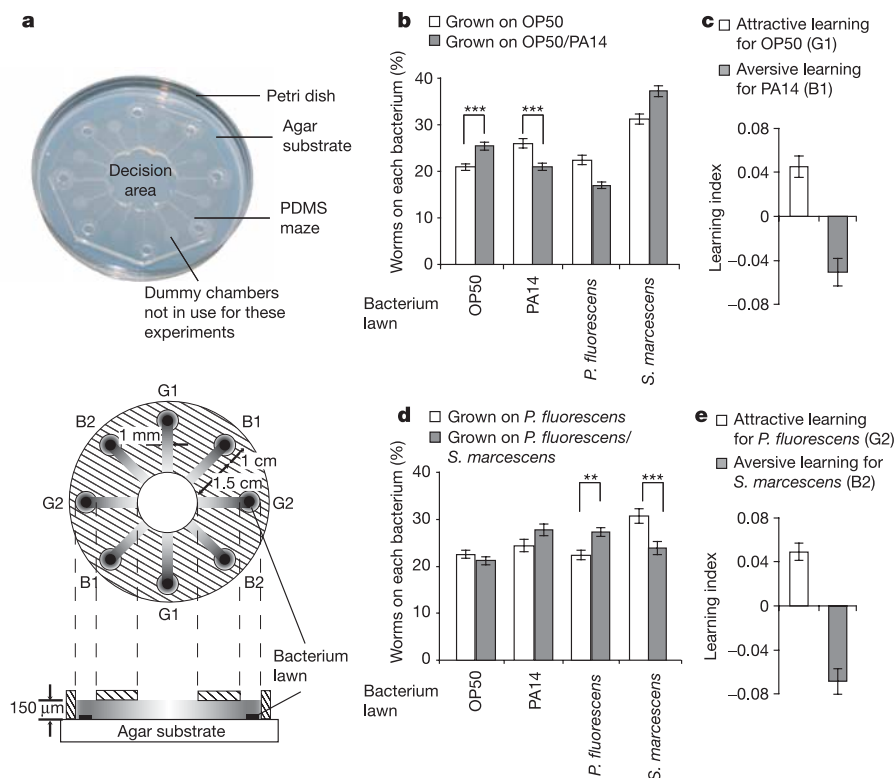 a
Petri dish
Agar
substrate
Decision
area
PDMS
maze
Dummy chambers
not in use for these
experiments
G1
B2
B1
1 mm
1 cm
1.5 cm
G2
G2
B1
B2
G1
Bacterium
lawn
150 μm
Agar substrate
b
Grown on OP50
Grown on OP50/PA14
Worms on each bacterium (%)
40
30
20
10
0
***
***
Bacterium
lawn
OP50
PA14
P. fluorescens
S. marcescens
c
Attractive learning
for OP50 (G1)
Aversive learning
for PA14 (B1)
Learning index
0.08
0.04
0
−0.04
−0.08
d
Grown on P. fluorescens
Grown on P. fluorescens/
S. marcescens
Worms on each bacterium (%)
40
30
20
10
0
**
***
Bacterium
lawn
OP50
PA14
P. fluorescens
S. marcescens
e
Attractive learning
for P. fluorescens (G2)
Aversive learning for
S. marcescens (B2)
Learning index
0.08
0.04
0
−0.04
−0.08